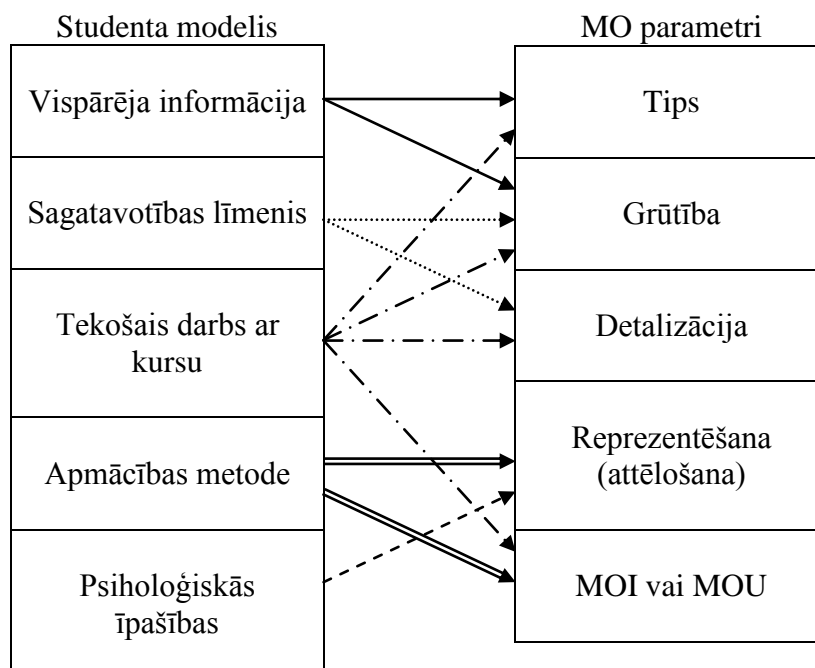 Studenta modelis
Vispārēja informācija
Sagatavotības līmenis
Tekošais darbs ar
kursu
Apmācības metode
Psiholoģiskās
īpašības
MO parametri
Tips
Grūtība
Detalizācija
Reprezentēšana
(attēlošana)
MOI vai MOU